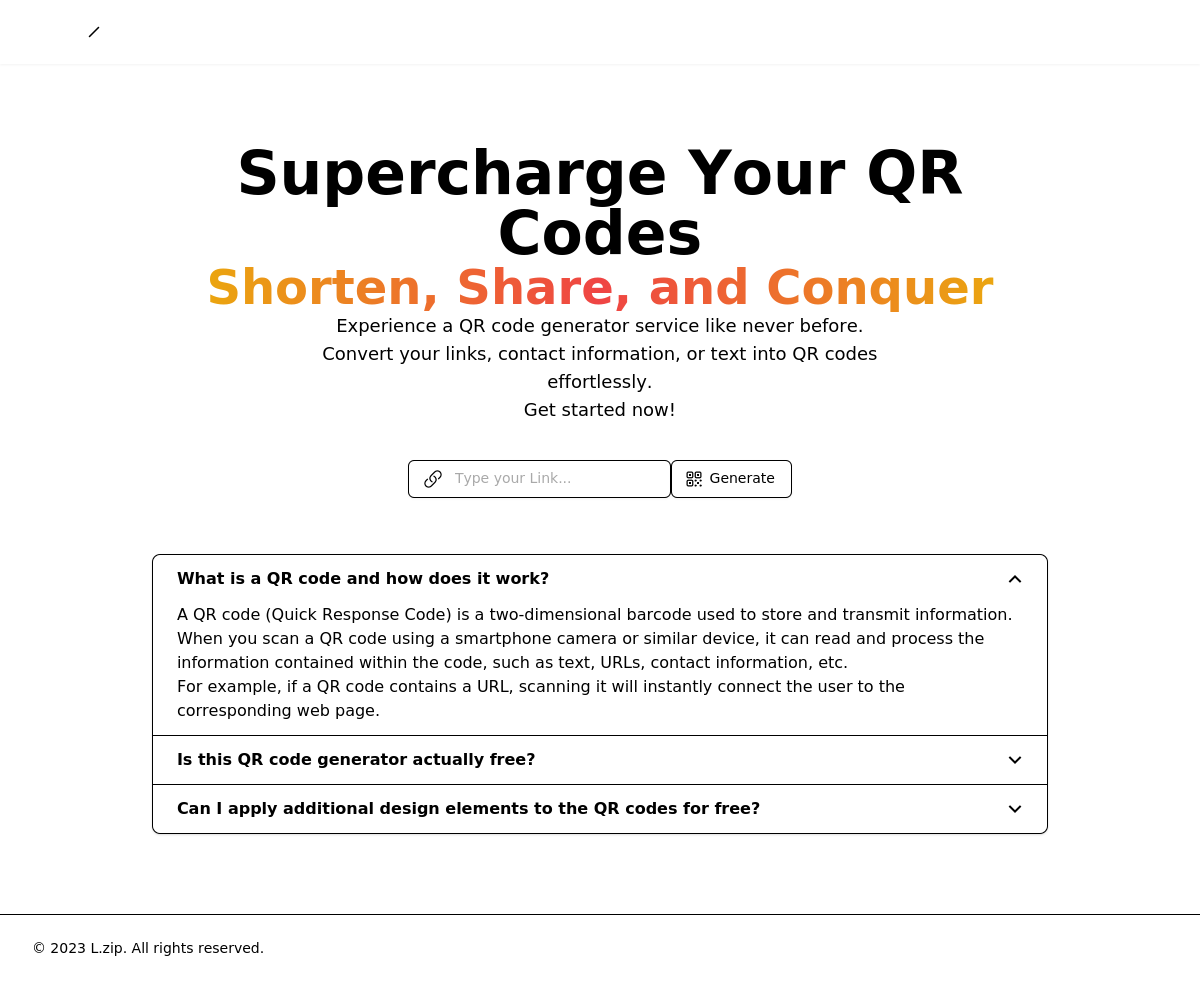 Supercharge Your QR
Codes
Shorten, Share, and Conquer
Experience a QR code generator service like never before.
Convert your links, contact information, or text into QR codes
effortlessly.
Get started now!
Type your Link...
Generate
What is a QR code and how does it work?
A QR code (Quick Response Code) is a two-dimensional barcode used to store and transmit information.
When you scan a QR code using a smartphone camera or similar device, it can read and process the
information contained within the code, such as text, URLs, contact information, etc.
For example, if a QR code contains a URL, scanning it will instantly connect the user to the
corresponding web page.
Is this QR code generator actually free?
Can I apply additional design elements to the QR codes for free?
© 2023 L.zip. All rights reserved.